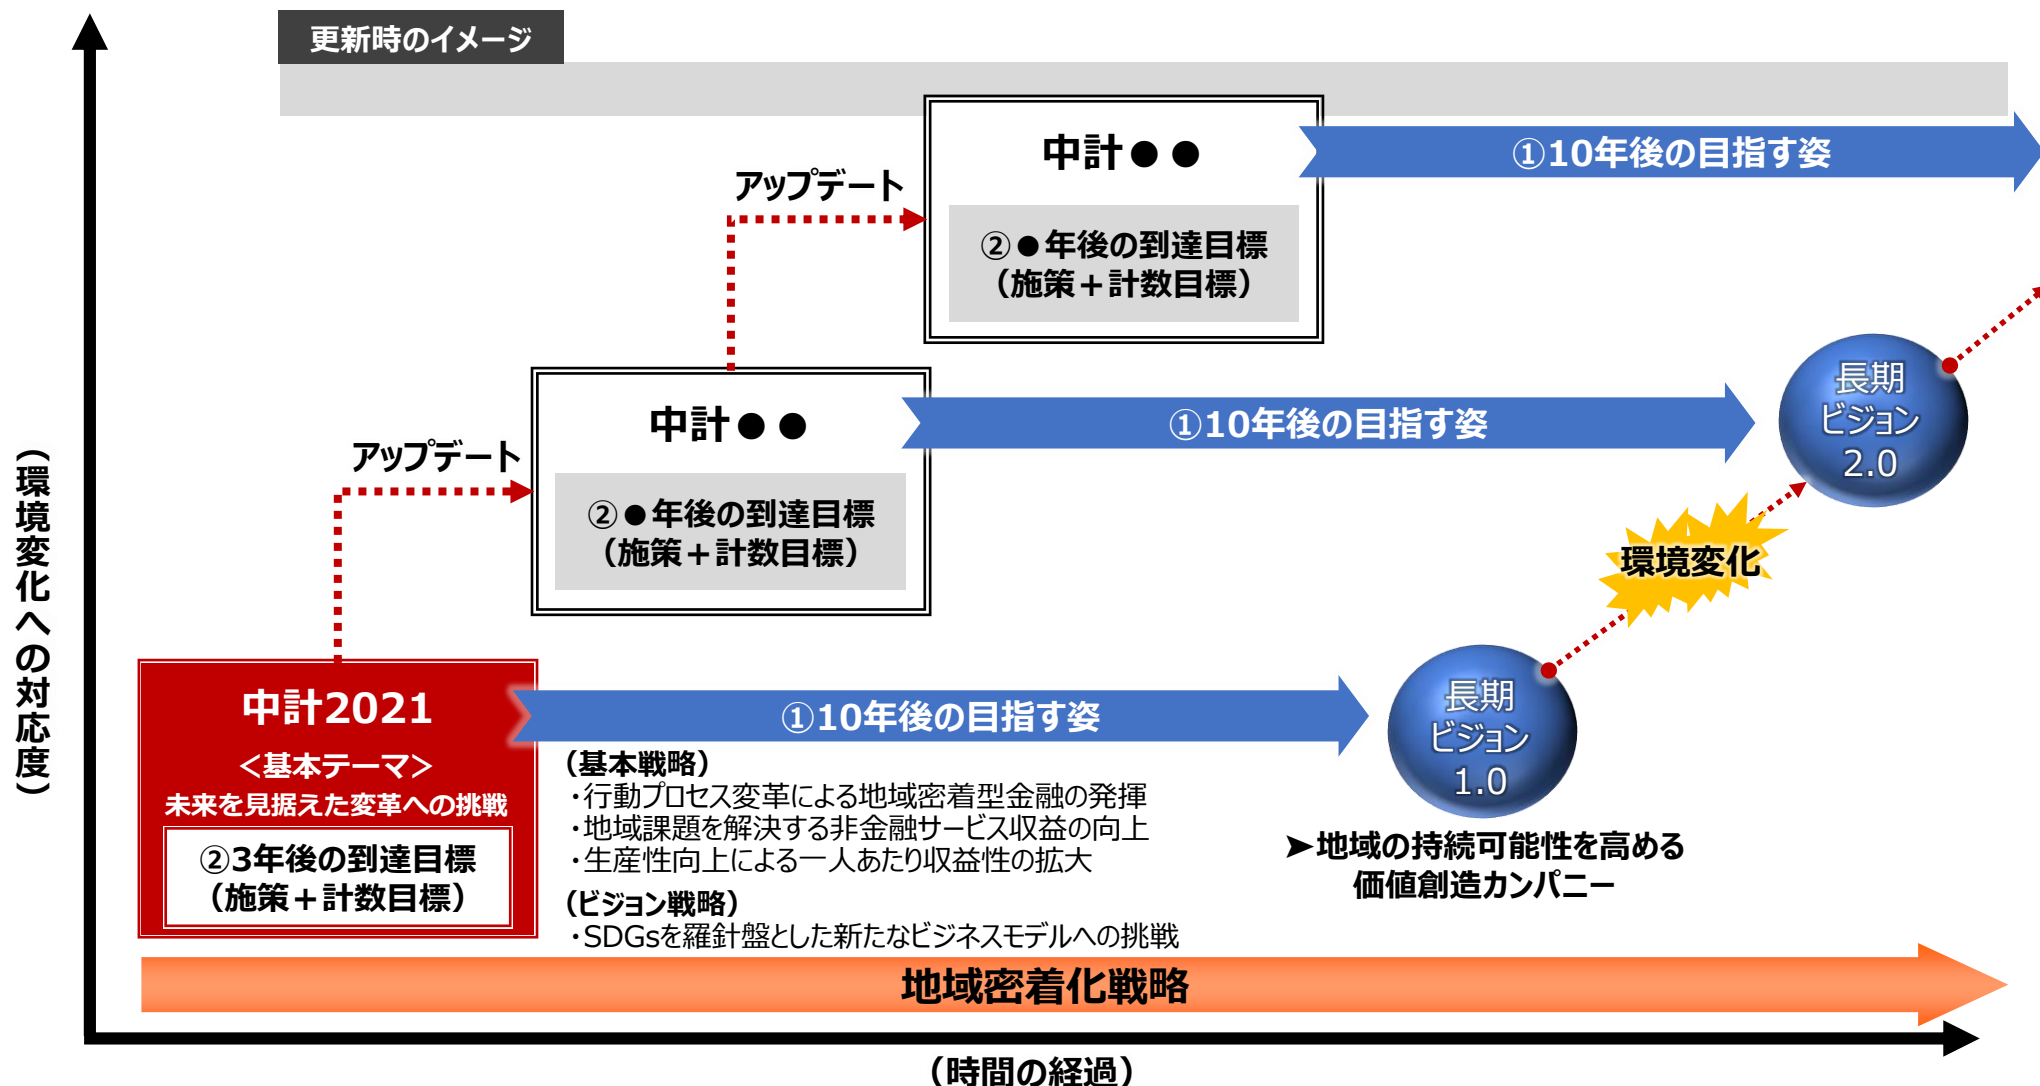 更新時のイメージ
中計●●
①10年後の目指す姿
アップデート
②●年後の到達目標
（施策＋計数目標）
中計●●
①10年後の目指す姿
長期
ビジョン
2.0
アップデート
②●年後の到達目標
（施策＋計数目標）
環境変化
（環境変化への対応度）
中計2021
＜基本テーマ＞
未来を見据えた変革への挑戦
②3年後の到達目標
（施策＋計数目標）
①10年後の目指す姿
長期
ビジョン
1.0
（基本戦略）
・行動プロセス変革による地域密着型金融の発揮
・地域課題を解決する非金融サービス収益の向上
・生産性向上による一人あたり収益性の拡大
（ビジョン戦略）
・SDGsを羅針盤とした新たなビジネスモデルへの挑戦
➤地域の持続可能性を高める
価値創造カンパニー
地域密着化戦略
（時間の経過）